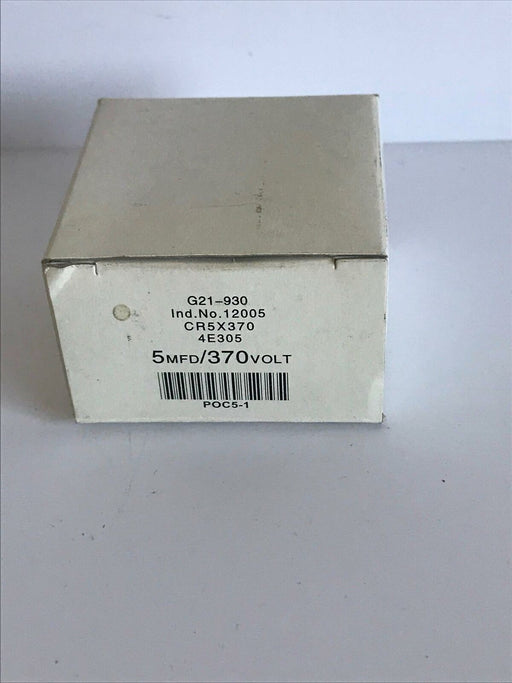 G21-930
Ind.No.12005
CR5X370
4E305
5MFD/370VOLT
POC5-1